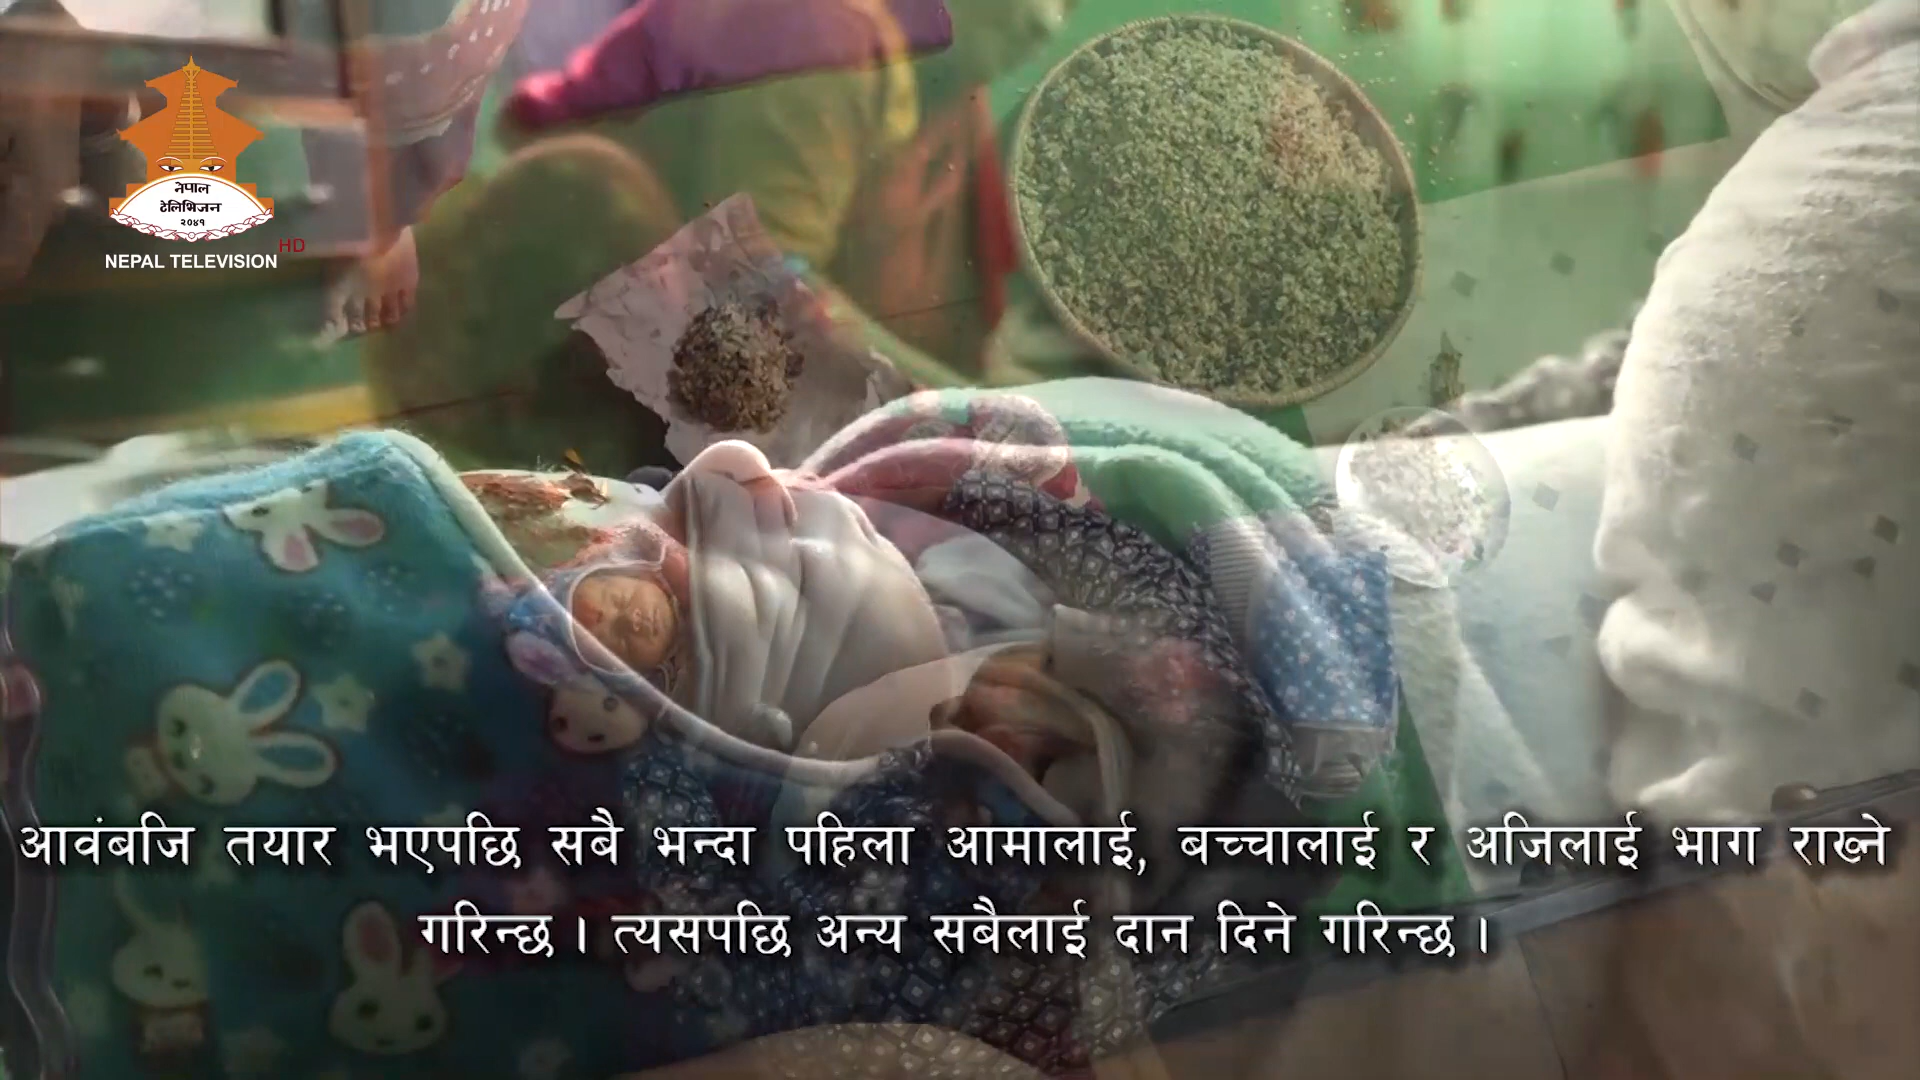 नेपाल
टेलिभिजन
२०४१
HD
NEPAL TELEVISION
आवंबजि तयार भएपछि सबै भन्दा पहिला आमालाई, बच्चालाई र अजिलाई भाग राख्ने
गरिन्छ । त्यसपछि अन्य सबैलाई दान दिने गरिन्छ ।